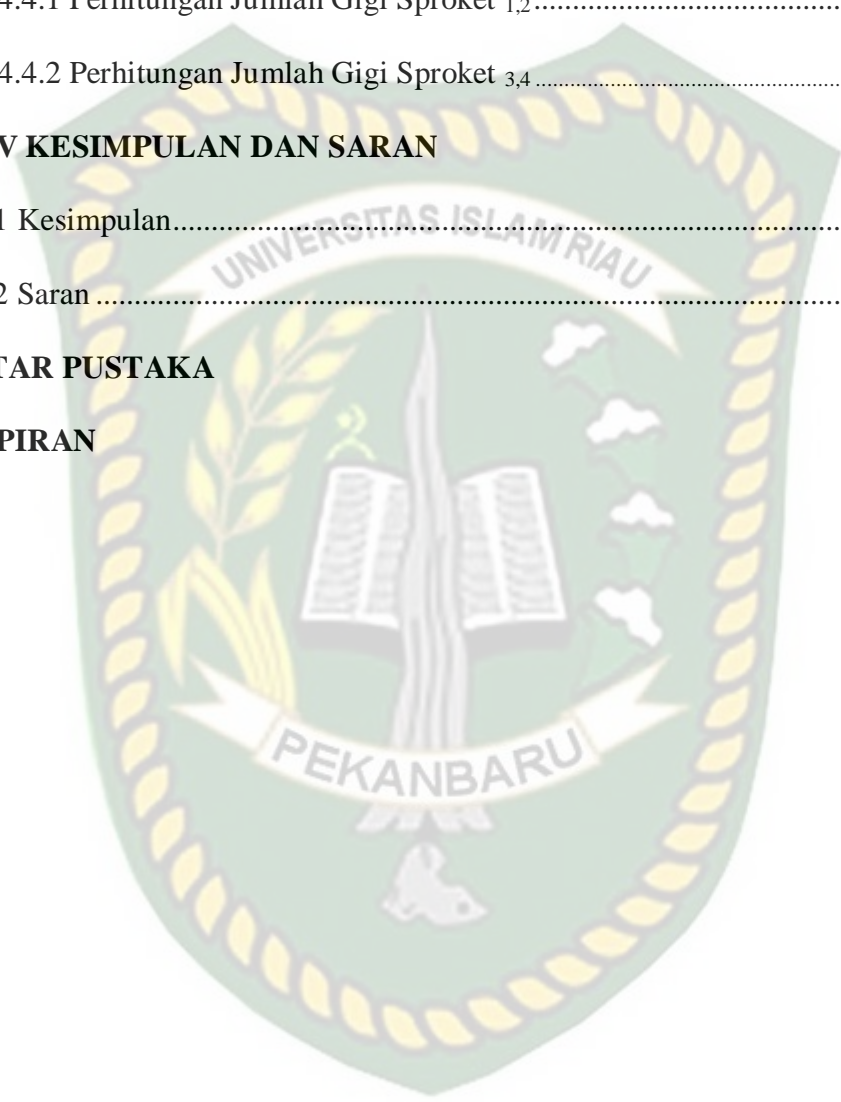 4.4.1 Perhitungan Jumlah Gigi Sproket 1,2
4.4.2 Perhitungan Jumlah Gigi Sproket 3,4
V KESIMPULAN DAN SARAN
1 Kesimpulan
2 Saran
TAR PUSTAKA
PIRAN
UNIVERSITAS ISLAM RIAU
PEKANBARU